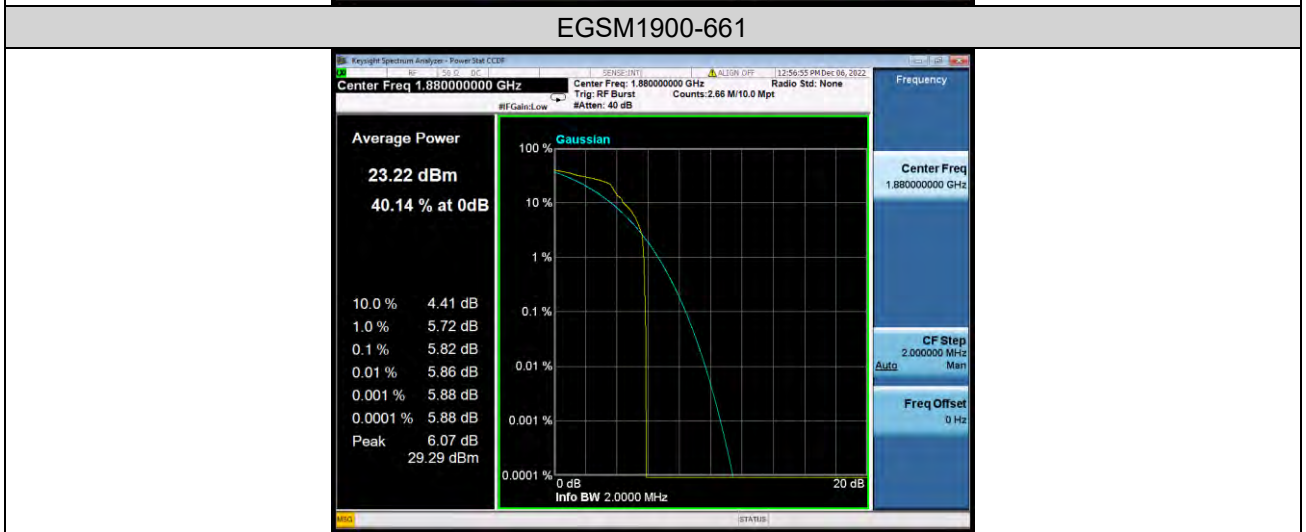 EGSM1900-661
Keysight Spectrum Analyzer - Power Stat CCDF
RF 50 Ω DC SENSE:INT ALIGN OFF 12:56:55 PM Dec 06, 2022
Center Freq 1.880000000 GHz
Center Freq: 1.880000000 GHz Radio Std: None
Trig: RF Burst Counts:2.66 M/10.0 Mpt
#IFGain:Low #Atten: 40 dB
Frequency
Average Power
23.22 dBm
40.14 % at 0dB
10.0 % 4.41 dB
1.0 % 5.72 dB
0.1 % 5.82 dB
0.01 % 5.86 dB
0.001 % 5.88 dB
0.0001 % 5.88 dB
Peak 6.07 dB
29.29 dBm
Gaussian
100 %
10 %
1 %
0.1 %
0.01 %
0.001 %
0.0001 %
0 dB 20 dB
Info BW 2.0000 MHz
Center Freq
1.880000000 GHz
CF Step
2.000000 MHz
Auto Man
Freq Offset
0 Hz
MSG STATUS